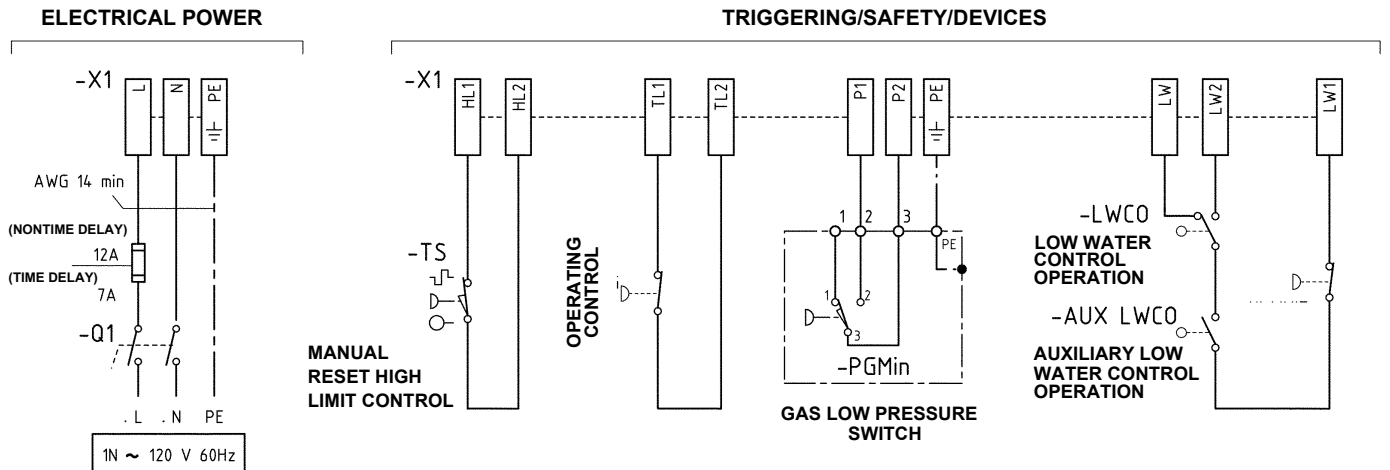 ELECTRICAL POWER
TRIGGERING/SAFETY/DEVICES
-X1
L
N
PE
-X1
HL1
HL2
TL1
TL2
P1
P2
PE
LW
LW2
LW1
AWG 14 min
(NONTIME DELAY)
12A
(TIME DELAY)
7A
-Q1
. L
. N
PE
1N ~ 120 V 60Hz
-TS
MANUAL
RESET HIGH
LIMIT CONTROL
OPERATING
CONTROL
1
2
3
PE
1
2
3
-PGMin
GAS LOW PRESSURE
SWITCH
-LWCO
LOW WATER
CONTROL
OPERATION
-AUX LWCO
AUXILIARY LOW
WATER CONTROL
OPERATION